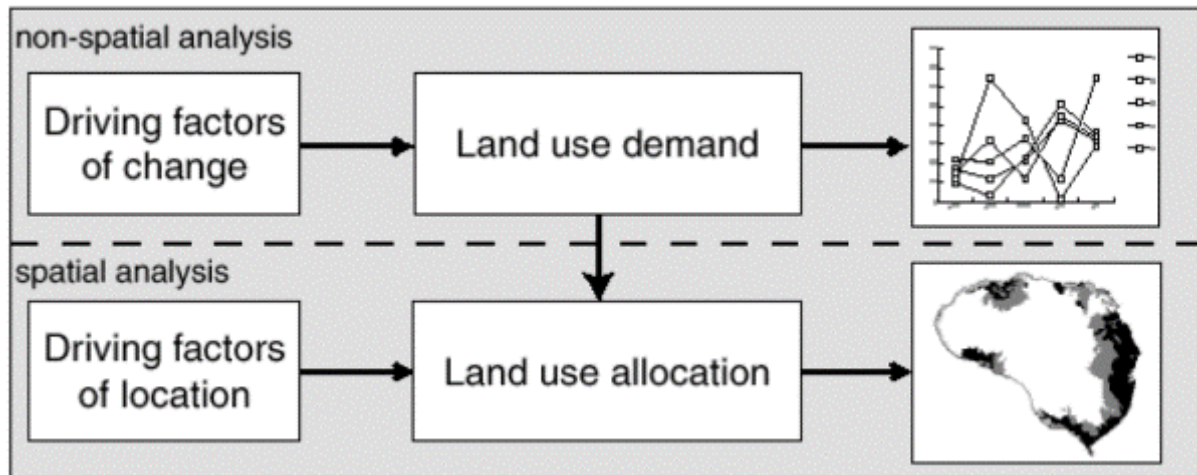 non-spatial analysis
Driving factors
of change
Land use demand
spatial analysis
Driving factors
of location
Land use allocation